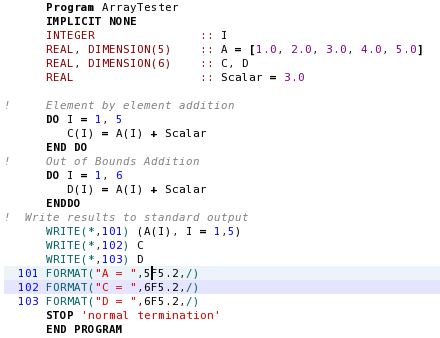 Program ArrayTester
IMPLICIT NONE
INTEGER :: I
REAL, DIMENSION(5) :: A = [1.0, 2.0, 3.0, 4.0, 5.0]
REAL, DIMENSION(6) :: C, D
REAL :: Scalar = 3.0
! Element by element addition
DO I = 1, 5
C(I) = A(I) + Scalar
END DO
! Out of Bounds Addition
DO I = 1, 6
D(I) = A(I) + Scalar
ENDDO
! Write results to standard output
WRITE(*,101) (A(I), I = 1,5)
WRITE(*,102) C
WRITE(*,103) D
101 FORMAT("A = ",5F5.2,/)
102 FORMAT("C = ",6F5.2,/)
103 FORMAT("D = ",6F5.2,/)
STOP 'normal termination'
END PROGRAM